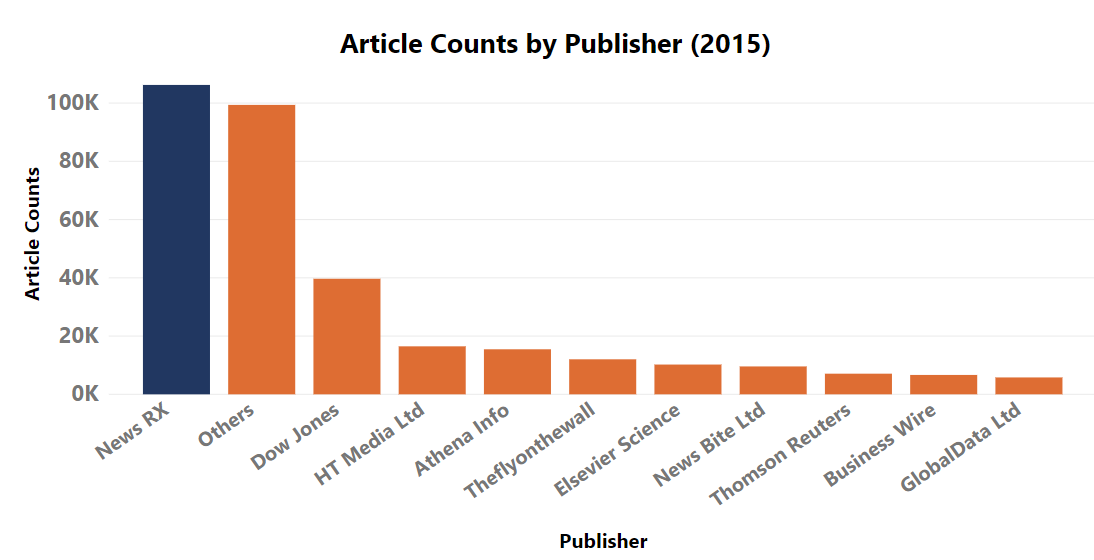 Article Counts by Publisher (2015)
Article Counts
100K
80K
60K
40K
20K
0K
News RX
Others
Dow Jones
HT Media Ltd
Athena Info
Theflyonthewall
Elsevier Science
News Bite Ltd
Thomson Reuters
Business Wire
GlobalData Ltd
Publisher